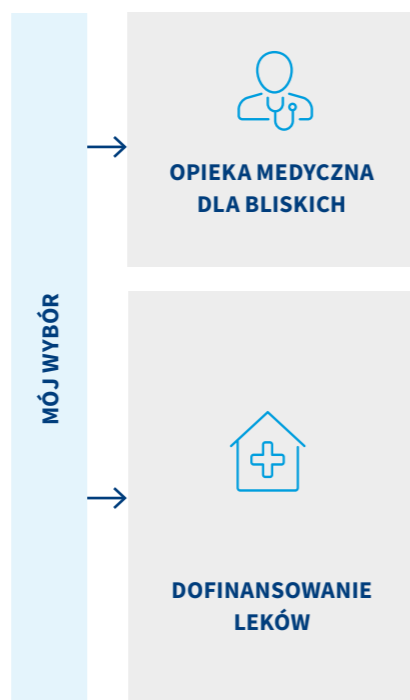 MÓJ WYBÓR
OPIEKA MEDYCZNA
DLA BLISKICH
DOFINANSOWANIE
LEKÓW